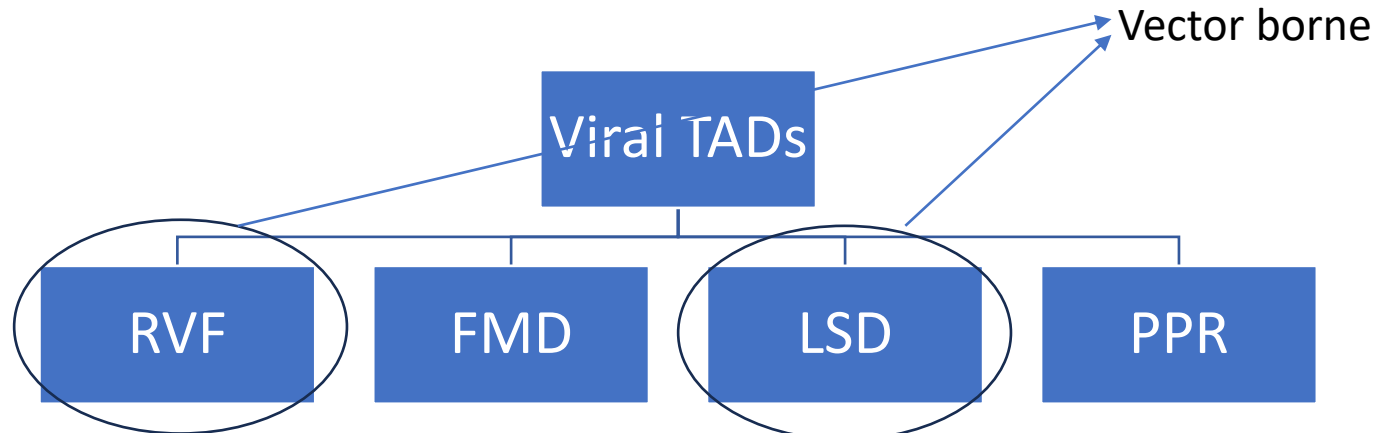 Vector borne
Viral TADs
RVF
FMD
LSD
PPR